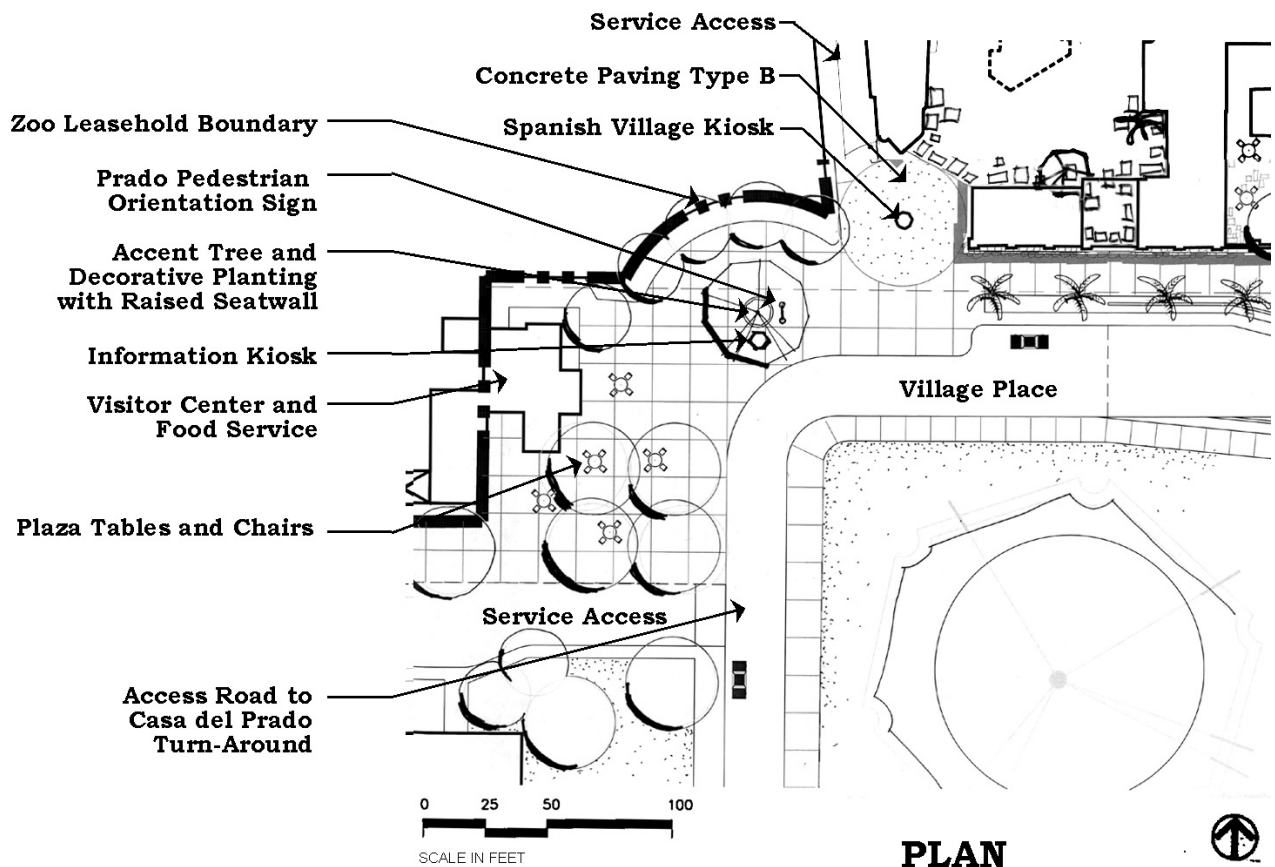 Service Access
Concrete Paving Type B
Spanish Village Kiosk
Zoo Leasehold Boundary
Prado Pedestrian
Orientation Sign
Accent Tree and
Decorative Planting
with Raised Seatwall
Information Kiosk
Visitor Center and
Food Service
Village Place
Plaza Tables and Chairs
Service Access
Access Road to
Casa del Prado
Turn-Around
0 25 50 100
SCALE IN FEET
PLAN